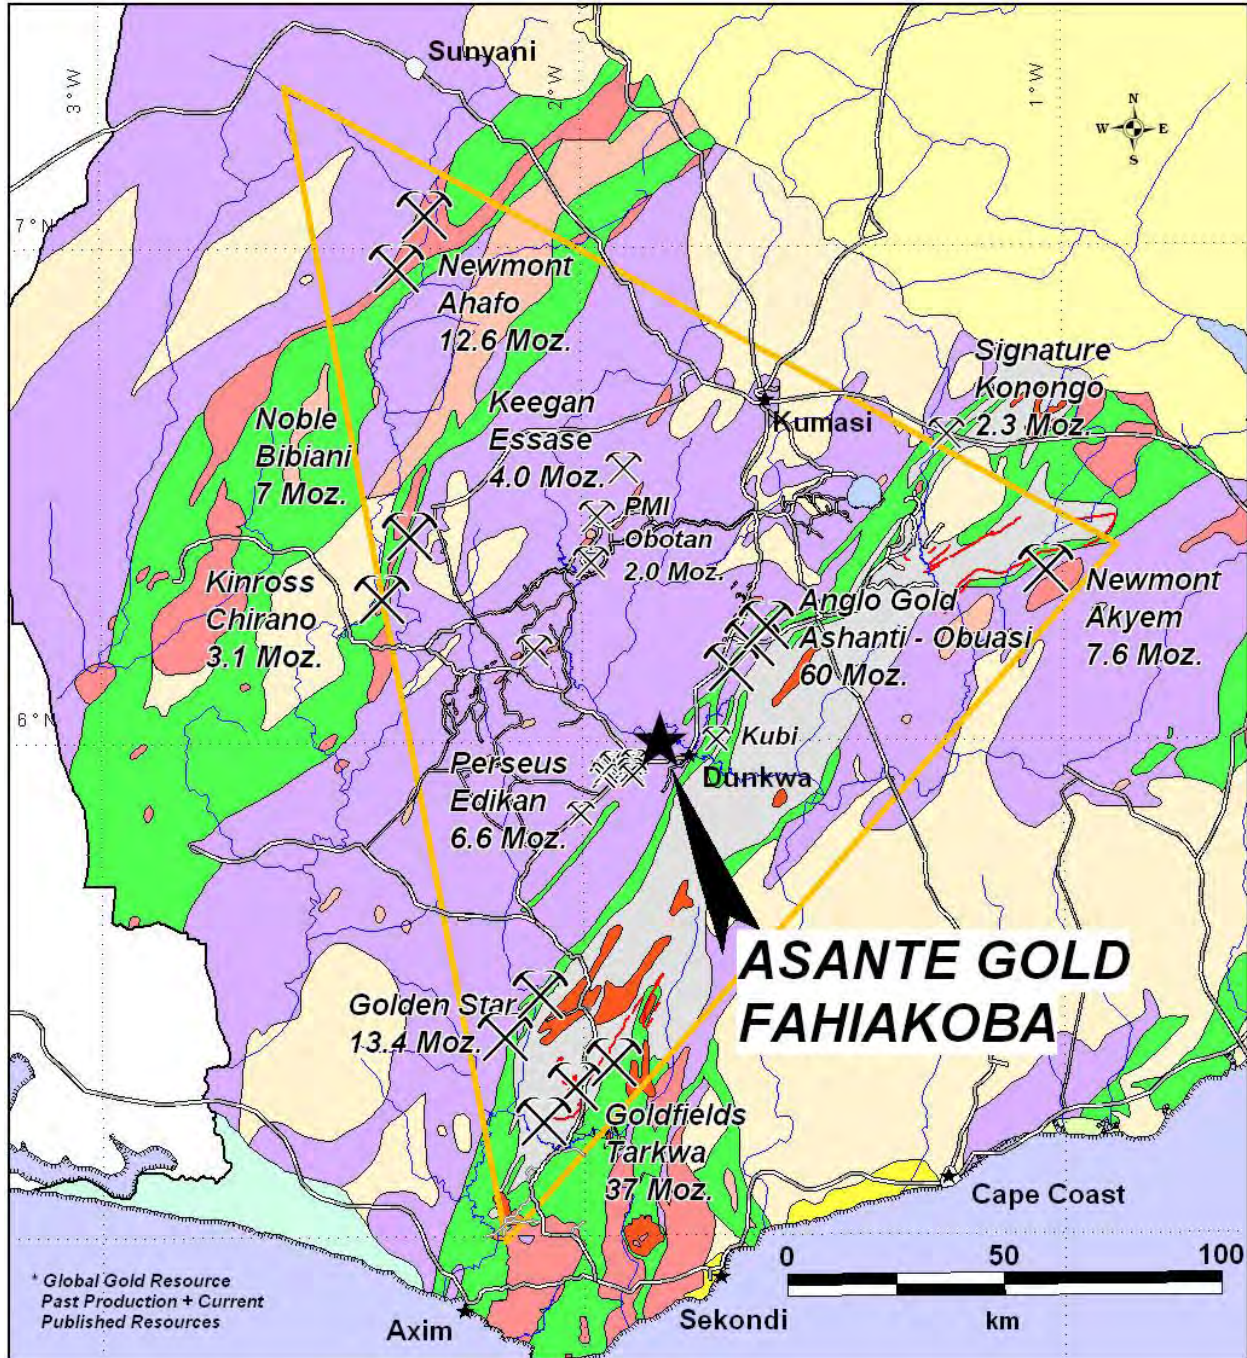 Sunyani
3°W
2°W
1°W
N
W E
S
7°N
Newmont
Ahafo
12.6 Moz.
Signature
Konongo
2.3 Moz.
Keegan
Essase
4.0 Moz.
Noble
Bibiani
7 Moz.
Kumasi
PMI
Obotan
2.0 Moz.
Kinross
Chirano
3.1 Moz.
Anglo Gold
Ashanti - Obuasi
60 Moz.
Newmont
Akyem
7.6 Moz.
6°N
Kubi
Dunkwa
Perseus
Edikan
6.6 Moz.
ASANTE GOLD
FAHIAKOBA
Golden Star
13.4 Moz.
Goldfields
Tarkwa
37 Moz.
Cape Coast
0 50 100
km
Sekondi
Axim
* Global Gold Resource
Past Production + Current
Published Resources